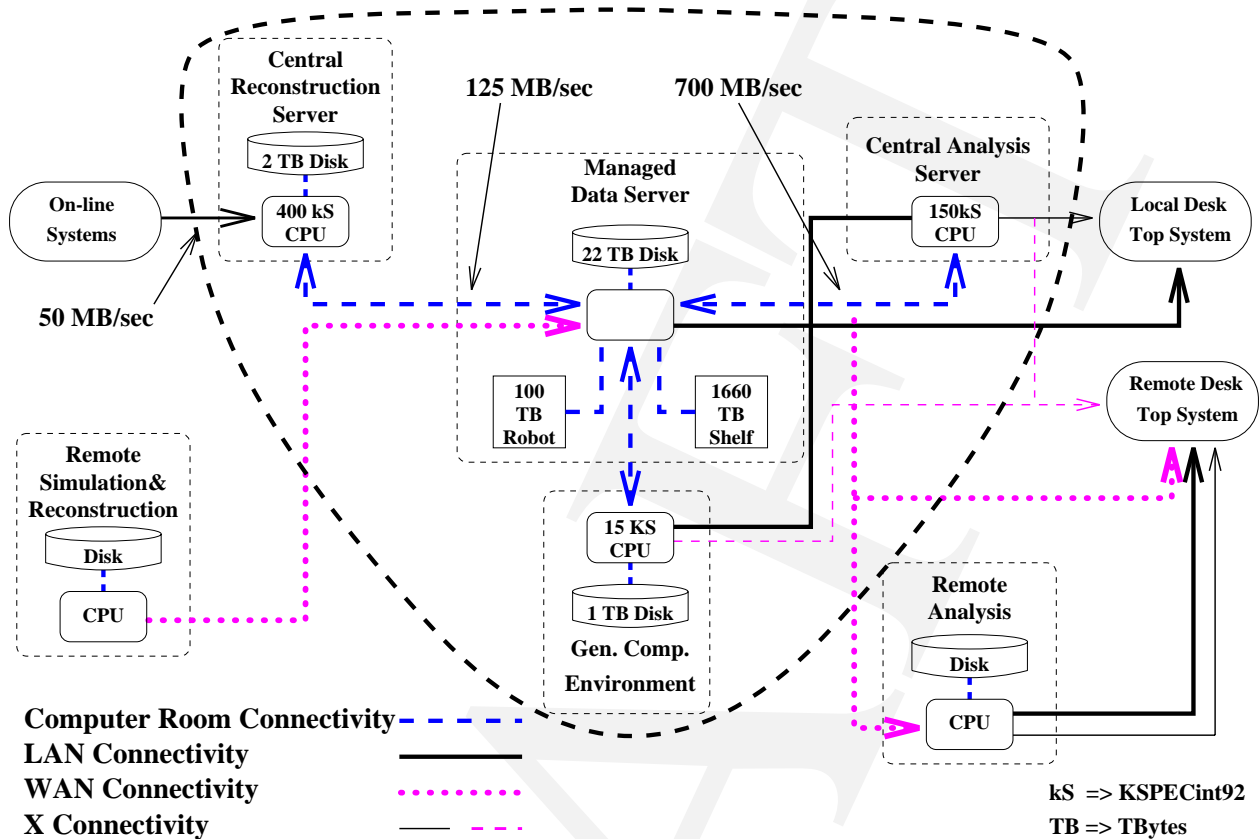 Central
Reconstruction
Server
2 TB Disk
400 kS
CPU
125 MB/sec
700 MB/sec
Managed
Data Server
22 TB Disk
100
TB
Robot
1660
TB
Shelf
Central Analysis
Server
150kS
CPU
On-line
Systems
50 MB/sec
Local Desk
Top System
Remote Desk
Top System
Remote
Simulation&
Reconstruction
Disk
CPU
15 KS
CPU
1 TB Disk
Gen. Comp.
Environment
Remote
Analysis
Disk
CPU
Computer Room Connectivity
LAN Connectivity
WAN Connectivity
X Connectivity
kS => KSPECint92
TB => TBytes